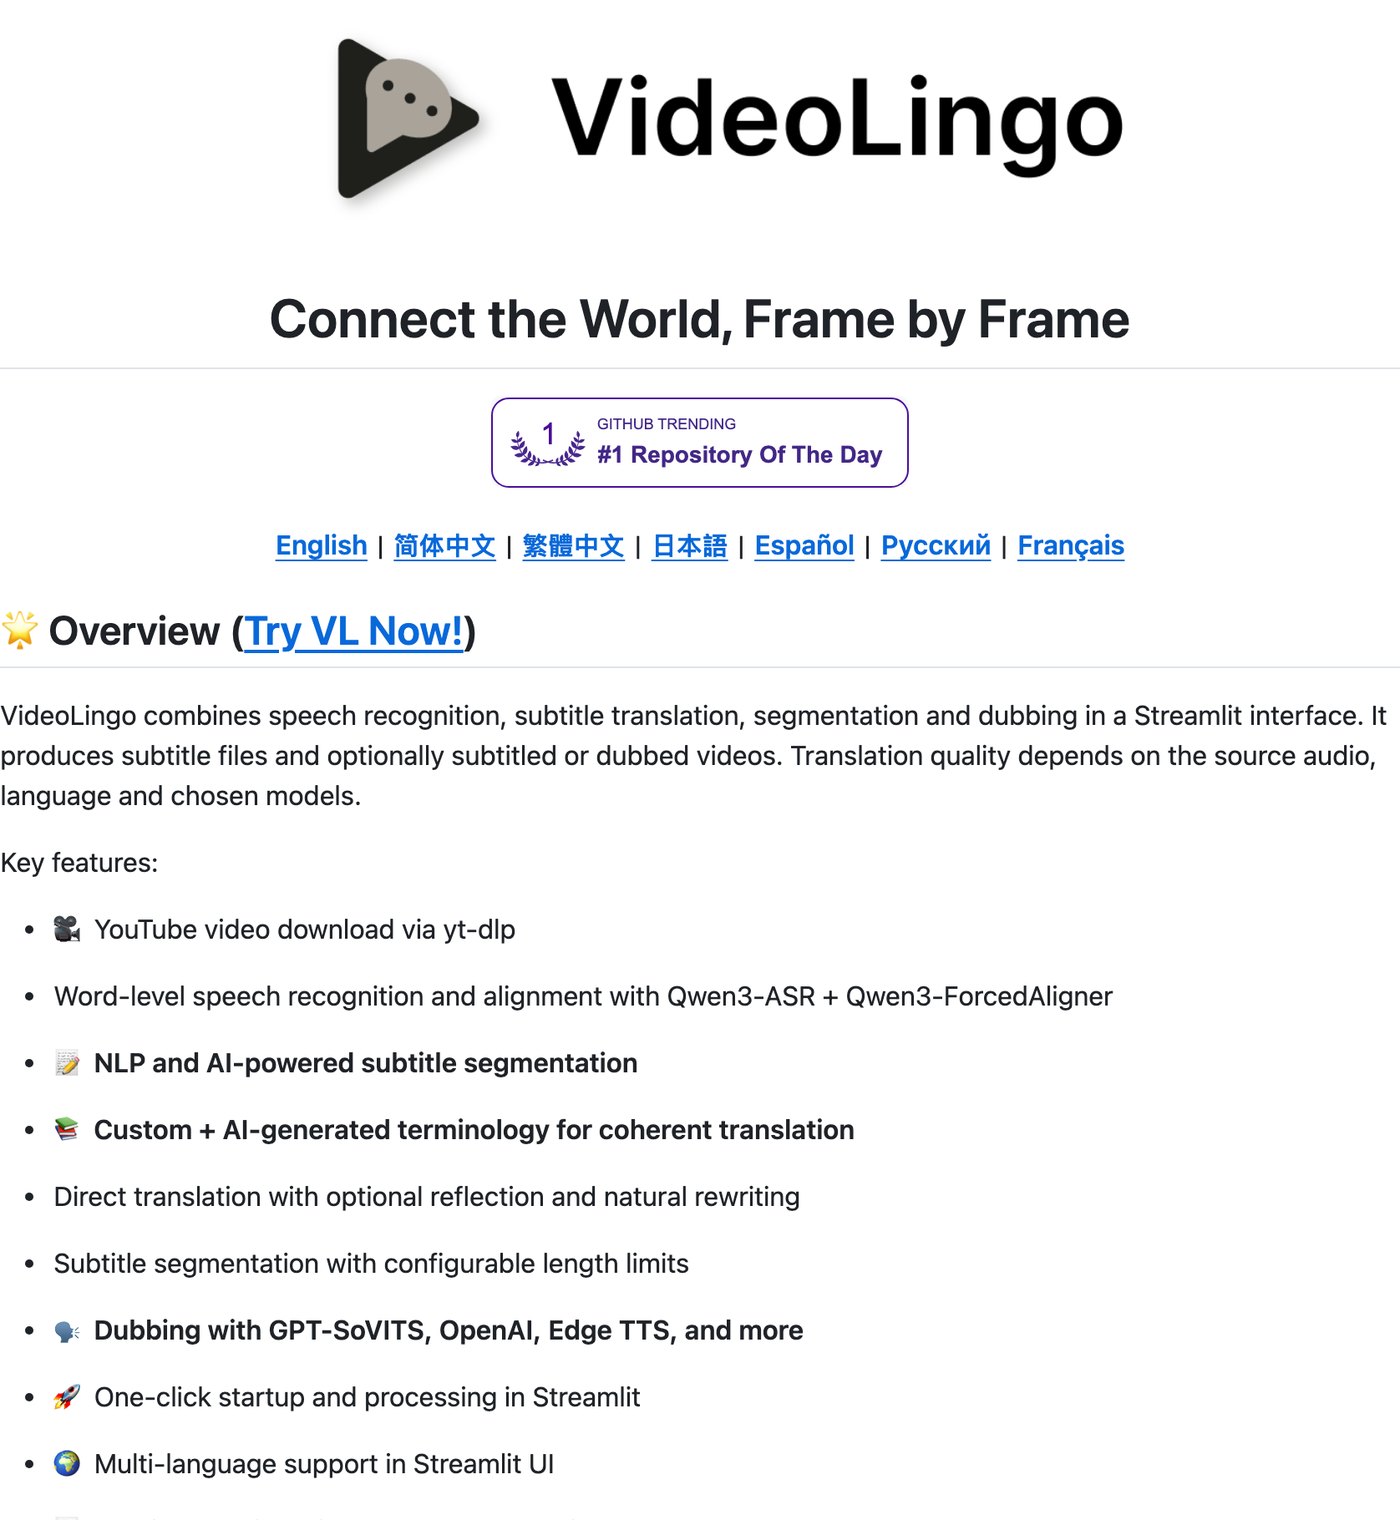 VideoLingo
Connect the World, Frame by Frame
1
GITHUB TRENDING
#1 Repository Of The Day
English | 简体中文 | 繁體中文 | 日本語 | Español | Русский | Français
🌟 Overview (Try VL Now!)
VideoLingo combines speech recognition, subtitle translation, segmentation and dubbing in a Streamlit interface. It
produces subtitle files and optionally subtitled or dubbed videos. Translation quality depends on the source audio,
language and chosen models.
Key features:
• 🎥 YouTube video download via yt-dlp
• Word-level speech recognition and alignment with Qwen3-ASR + Qwen3-ForcedAligner
• 📝 NLP and AI-powered subtitle segmentation
• 📚 Custom + AI-generated terminology for coherent translation
• Direct translation with optional reflection and natural rewriting
• Subtitle segmentation with configurable length limits
• 🗣️ Dubbing with GPT-SoVITS, OpenAI, Edge TTS, and more
• 🚀 One-click startup and processing in Streamlit
• 🌍 Multi-language support in Streamlit UI